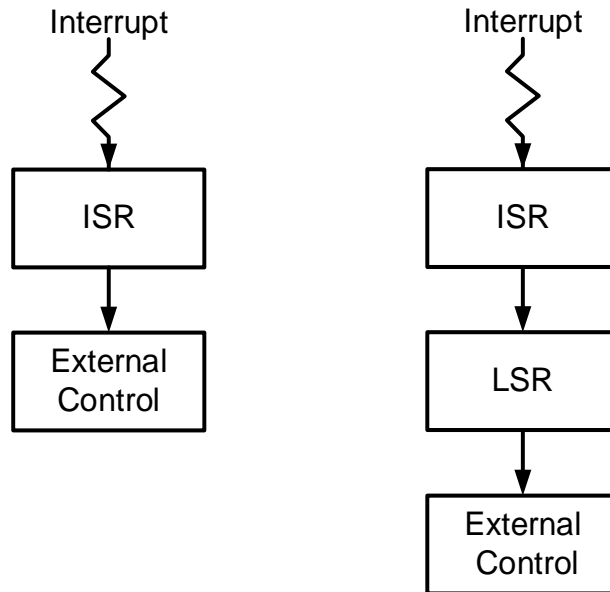 Interrupt
ISR
External
Control
Interrupt
ISR
LSR
External
Control